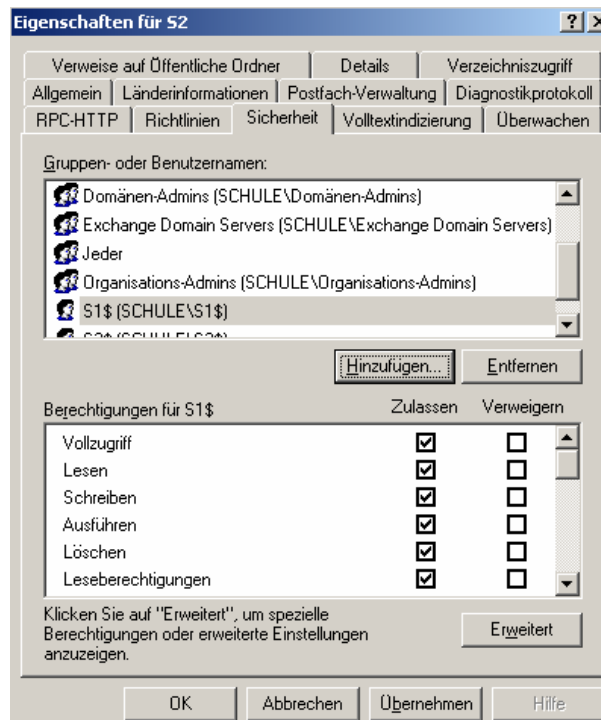 Eigenschaften für S2
Verweise auf Öffentliche Ordner Details Verzeichniszugriff
Allgemein Länderinformationen Postfach-Verwaltung Diagnostikprotokoll
RPC-HTTP Richtlinien Sicherheit Volltextindizierung Überwachen
Gruppen- oder Benutzernamen:
Domänen-Admins (SCHULE\Domänen-Admins)
Exchange Domain Servers (SCHULE\Exchange Domain Servers)
Jeder
Organisations-Admins (SCHULE\Organisations-Admins)
S1$ (SCHULE\S1$)
Hinzufügen... Entfernen
Berechtigungen für S1$ Zulassen Verweigern
Vollzugriff
Lesen
Schreiben
Ausführen
Löschen
Leseberechtigungen
Klicken Sie auf "Erweitert", um spezielle
Berechtigungen oder erweiterte Einstellungen
anzuzeigen.
Erweitert
OK Abbrechen Übernehmen Hilfe